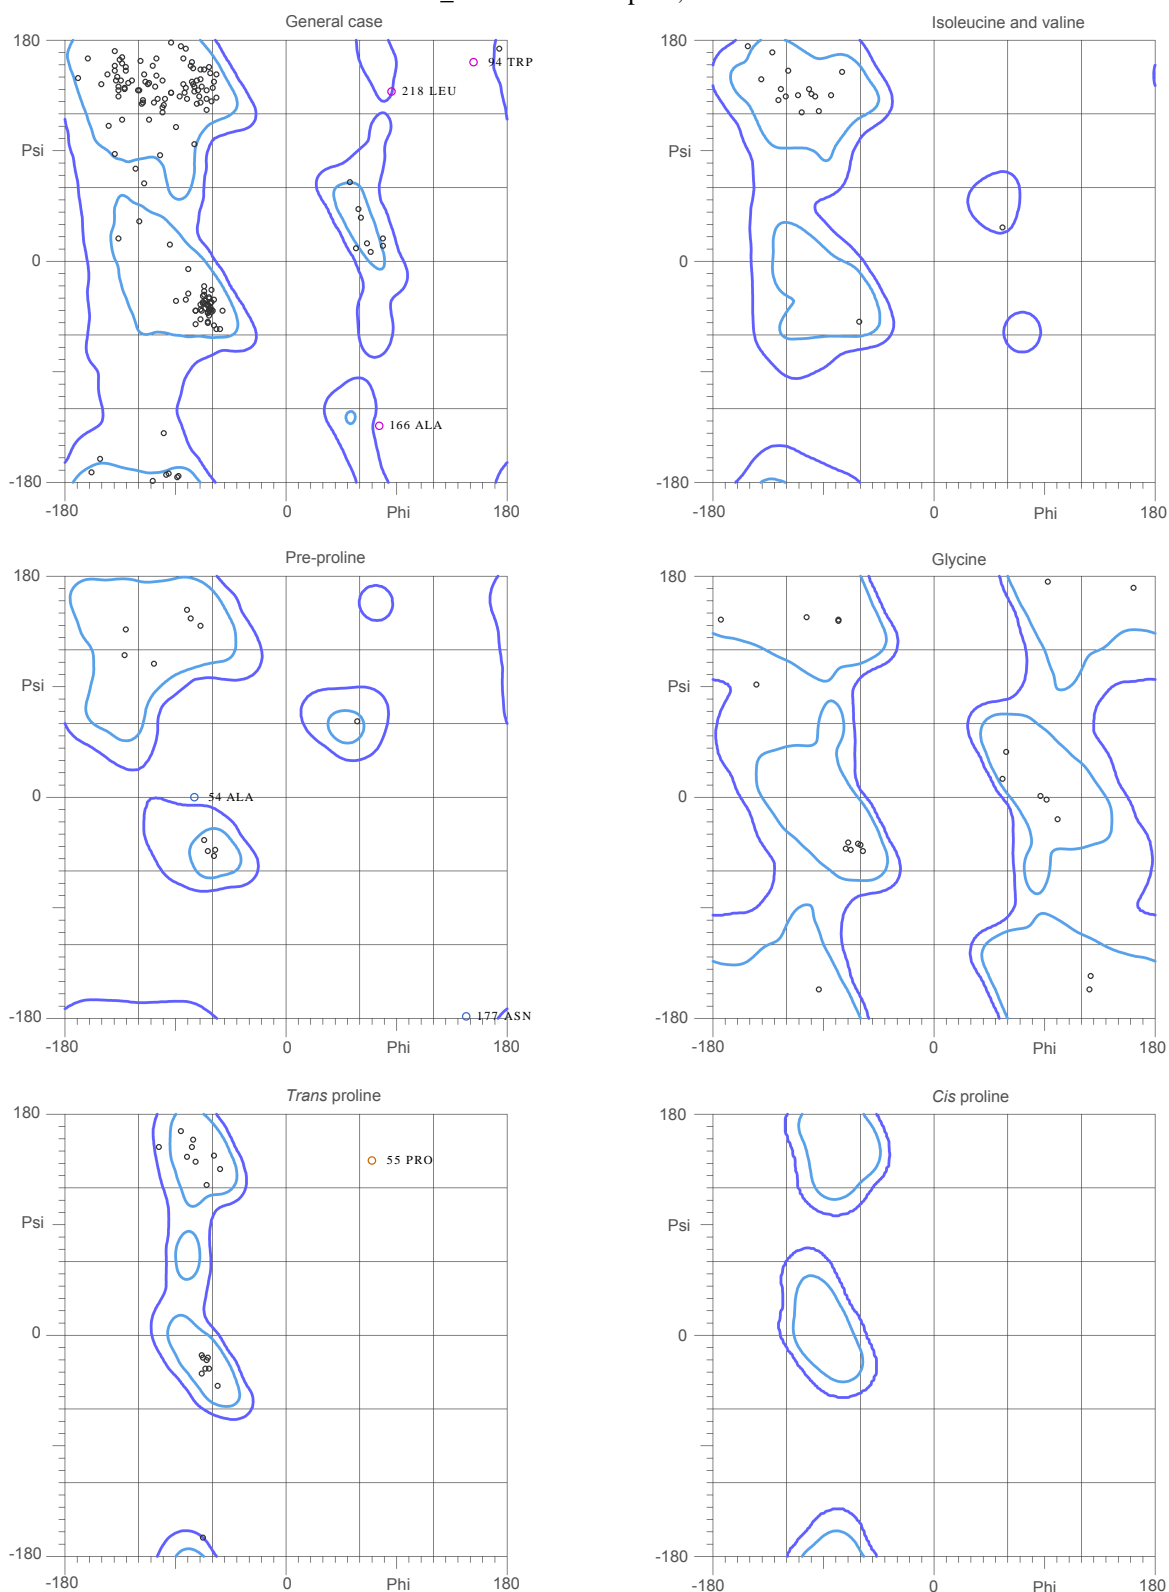 General case
180
Psi
0
-180
-180
0
Phi
180
94 TRP
218 LEU
166 ALA
Isoleucine and valine
180
Psi
0
-180
-180
0
Phi
180
Pre-proline
180
Psi
0
-180
-180
0
Phi
180
54 ALA
177 ASN
Glycine
180
Psi
0
-180
-180
0
Phi
180
Trans proline
180
Psi
0
-180
-180
0
Phi
180
55 PRO
Cis proline
180
Psi
0
-180
-180
0
Phi
180